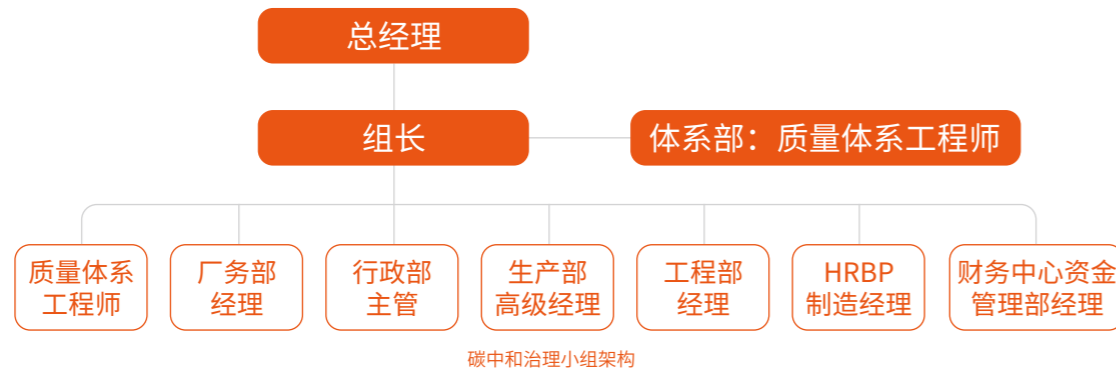 总经理
组长
体系部：质量体系工程师
质量体系
工程师
厂务部
经理
行政部
主管
生产部
高级经理
工程部
经理
HRBP
制造经理
财务中心资金
管理部经理
碳中和治理小组架构